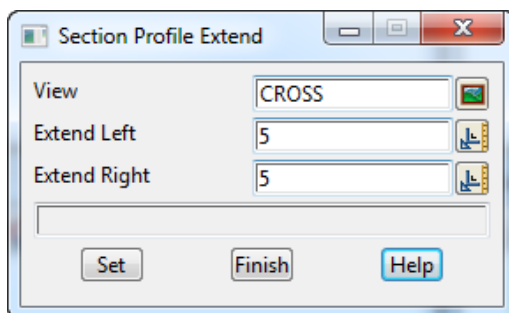 Section Profile Extend
View CROSS
Extend Left 5
Extend Right 5
Set Finish Help